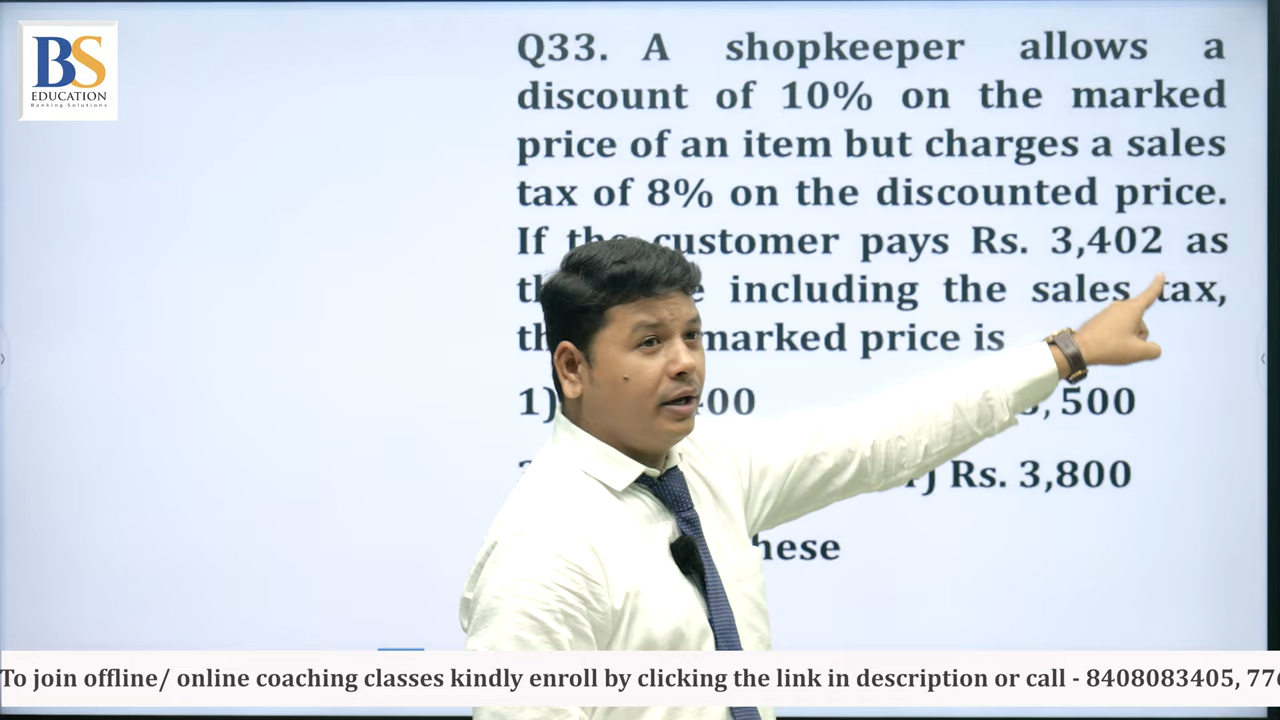 BS
EDUCATION
Banking Solutions
Q33. A shopkeeper allows a
discount of 10% on the marked
price of an item but charges a sales
tax of 8% on the discounted price.
If the customer pays Rs. 3,402 as
including the sales tax,
marked price is
1) 500
Rs. 3,800
To join offline/ online coaching classes kindly enroll by clicking the link in description or call - 8408083405,